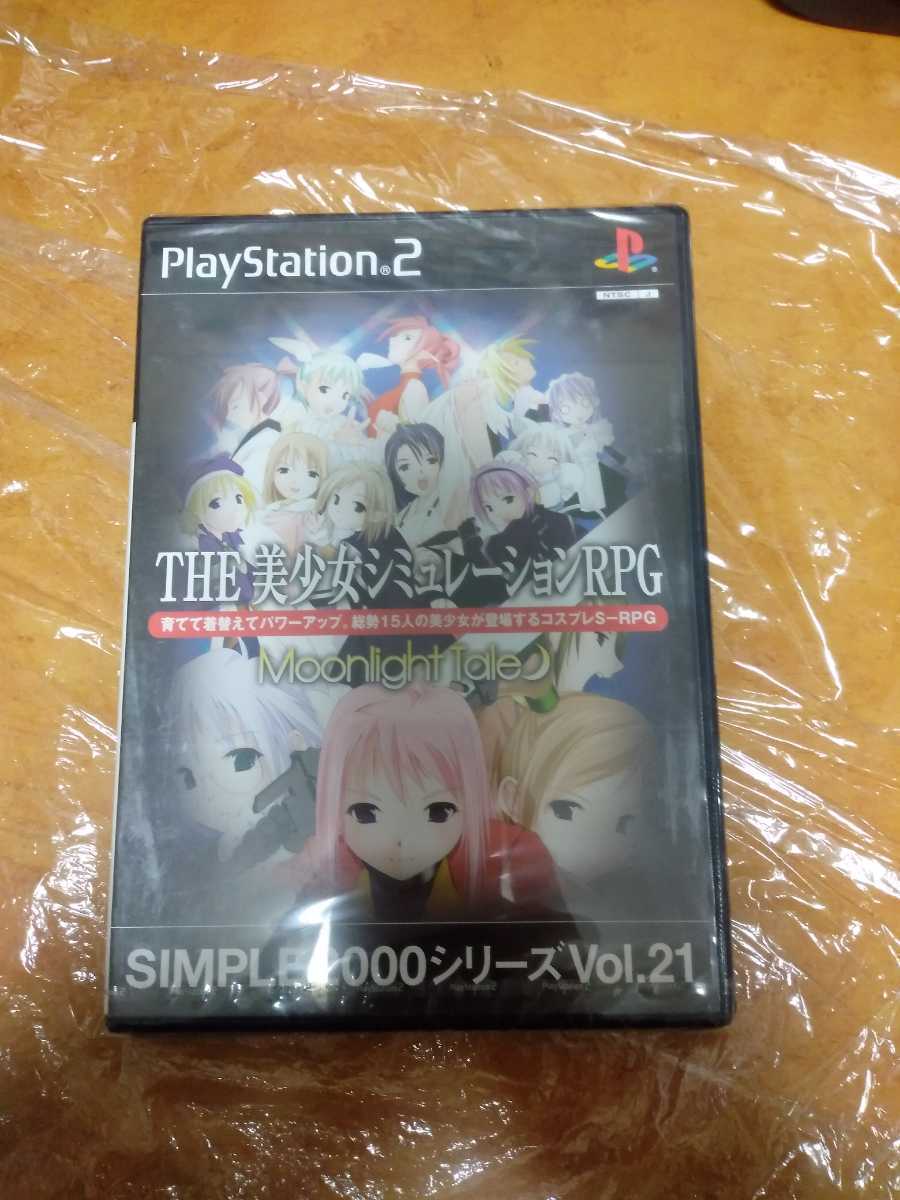 PlayStation®2
NTSC J
THE 美少女シミュレーションRPG
育てて着替えてパワーアップ。総勢15人の美少女が登場するコスプレS-RPG
Moonlight Tale
SIMPLE2000シリーズ Vol.21